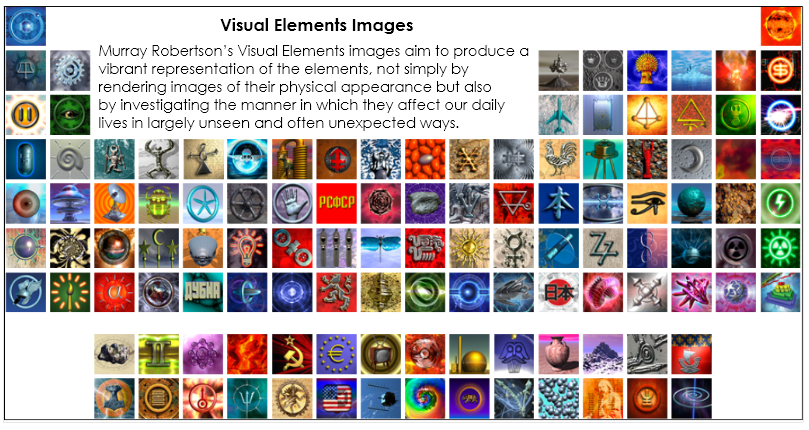 Visual Elements Images
Murray Robertson's Visual Elements images aim to produce a
vibrant representation of the elements, not simply by
rendering images of their physical appearance but also
by investigating the manner in which they affect our daily
lives in largely unseen and often unexpected ways.
РСФСР
ДУБНА
日本